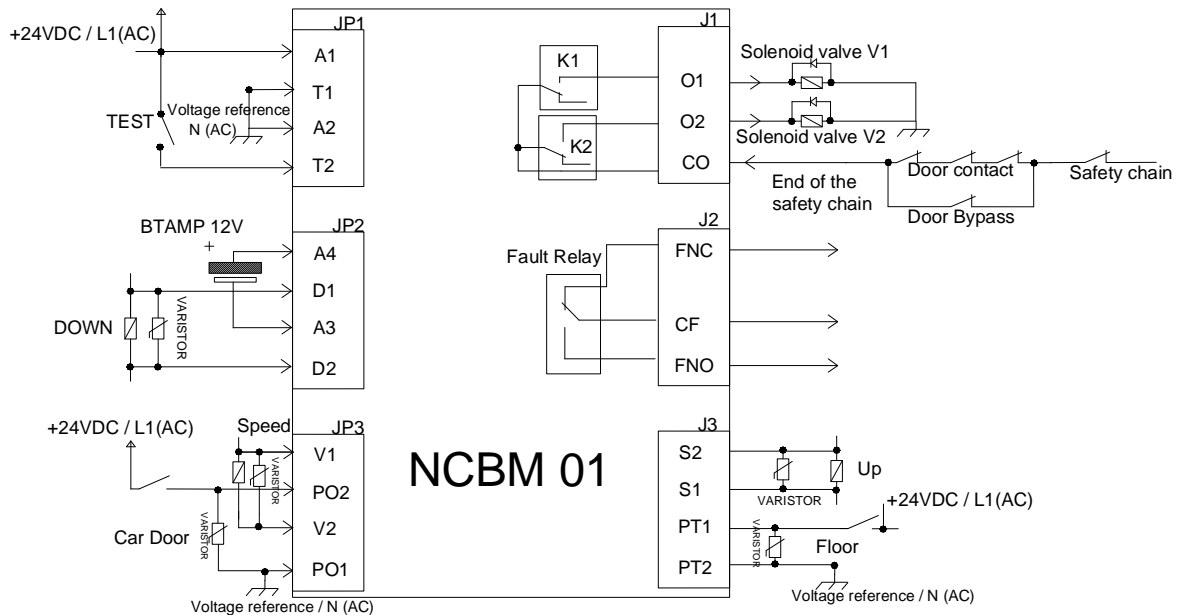 +24VDC / L1(AC)
JP1
A1
T1
A2
T2
Voltage reference
N (AC)
TEST
BTAMP 12V
+
JP2
A4
D1
A3
D2
DOWN
VARISTOR
+24VDC / L1(AC)
Speed
JP3
V1
PO2
V2
PO1
VARISTOR
VARISTOR
Car Door
Voltage reference / N (AC)
NCBM 01
K1
K2
J1
O1
O2
CO
Solenoid valve V1
Solenoid valve V2
End of the
safety chain
Door contact
Safety chain
Door Bypass
Fault Relay
J2
FNC
CF
FNO
J3
S2
S1
PT1
PT2
VARISTOR
Up
+24VDC / L1(AC)
VARISTOR
Floor
Voltage reference / N (AC)